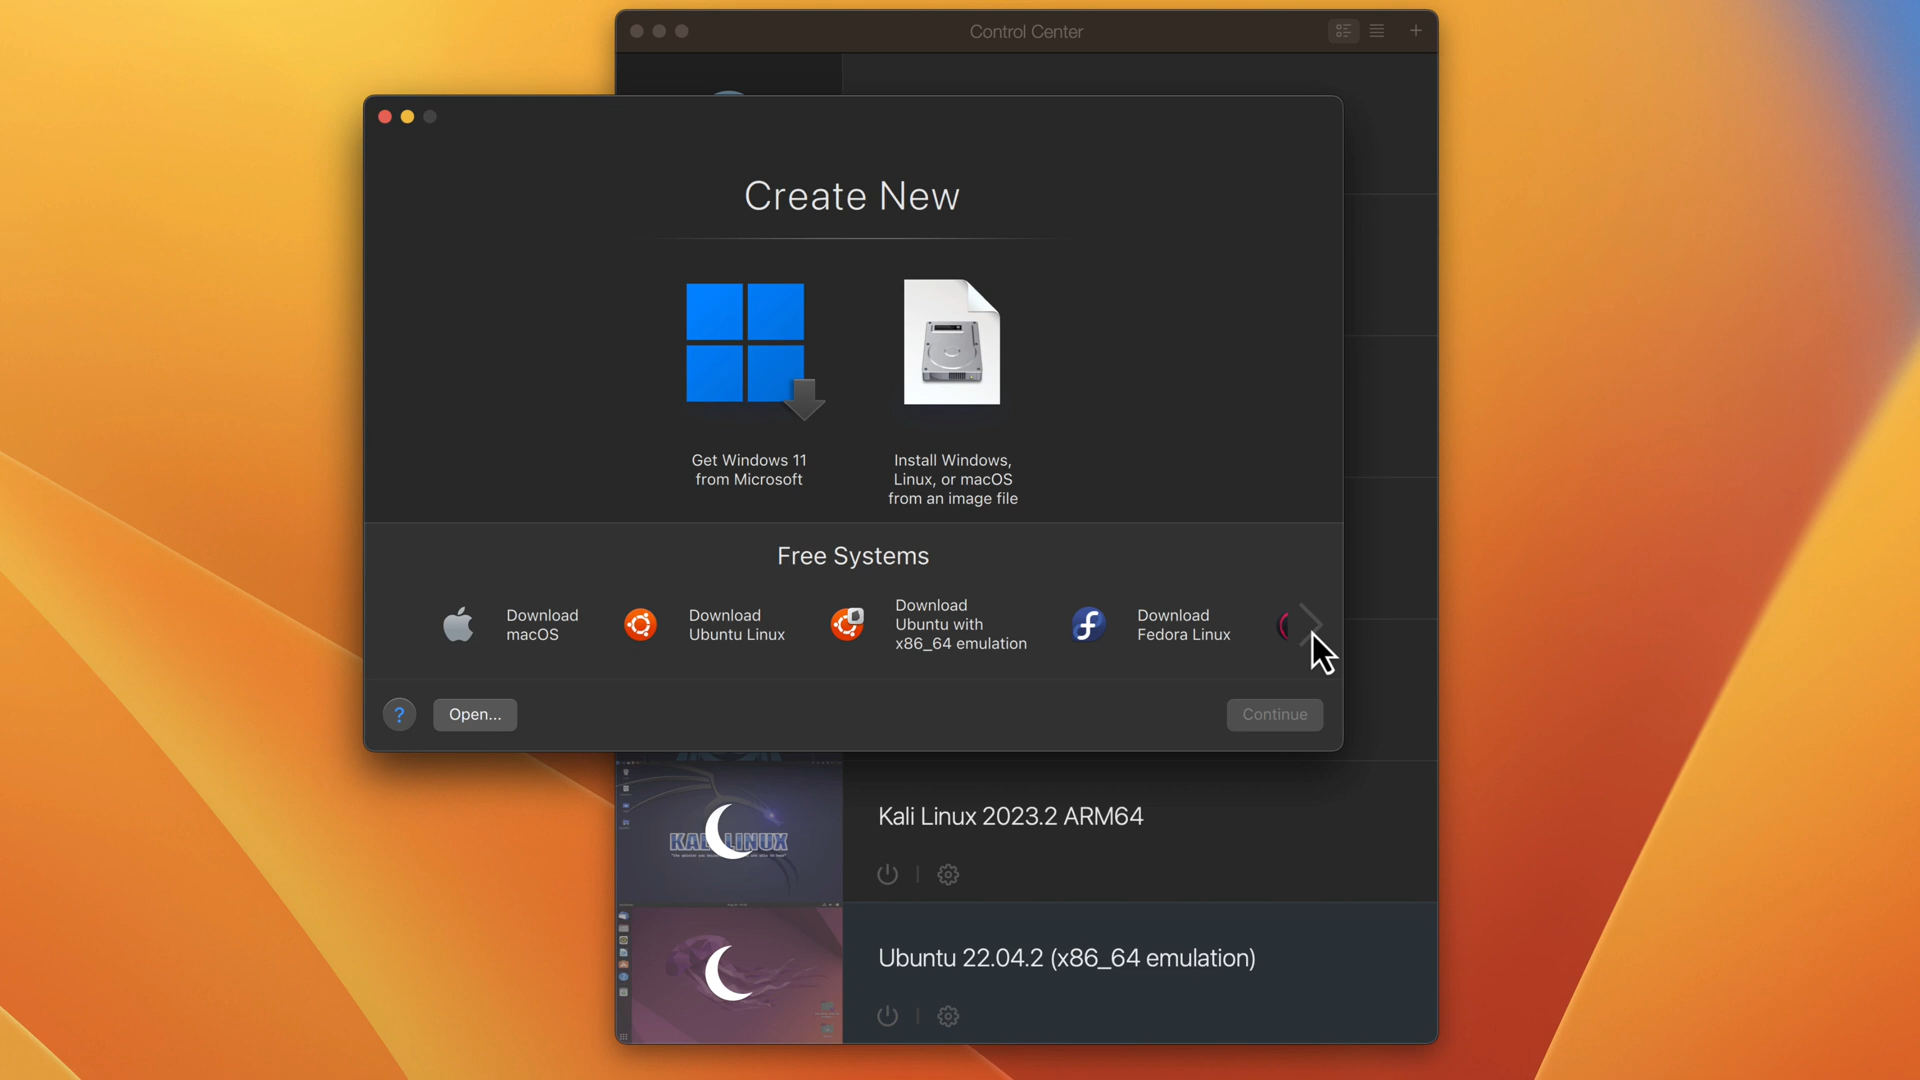 Control Center
Create New
Get Windows 11
from Microsoft
Install Windows,
Linux, or macOS
from an image file
Free Systems
Download
macOS
Download
Ubuntu Linux
Download
Ubuntu with
x86_64 emulation
Download
Fedora Linux
?
Open...
Continue
KALI LINUX
Kali Linux 2023.2 ARM64
Ubuntu 22.04.2 (x86_64 emulation)